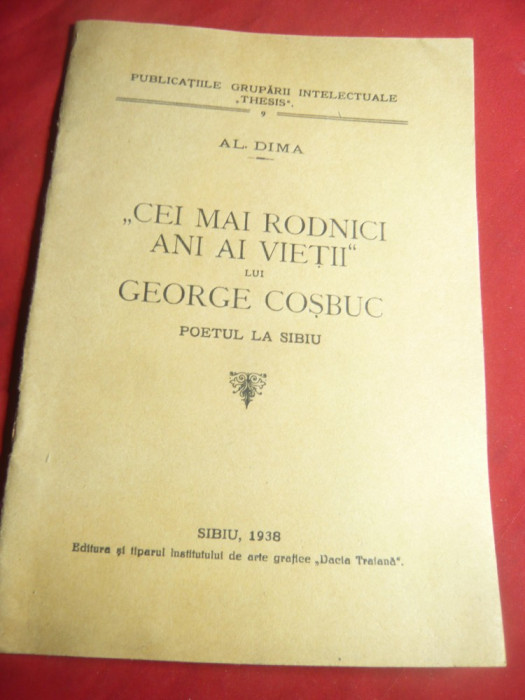 PUBLICAȚIILE GRUPĂRII INTELECTUALE
„THESIS“.
9
AL. DIMA
„CEI MAI RODNICI
ANI AI VIEȚII“
LUI
GEORGE COȘBUC
POETUL LA SIBIU
SIBIU, 1938
Editura și tiparul institutului de arte grafice „Dacia Traiană“.